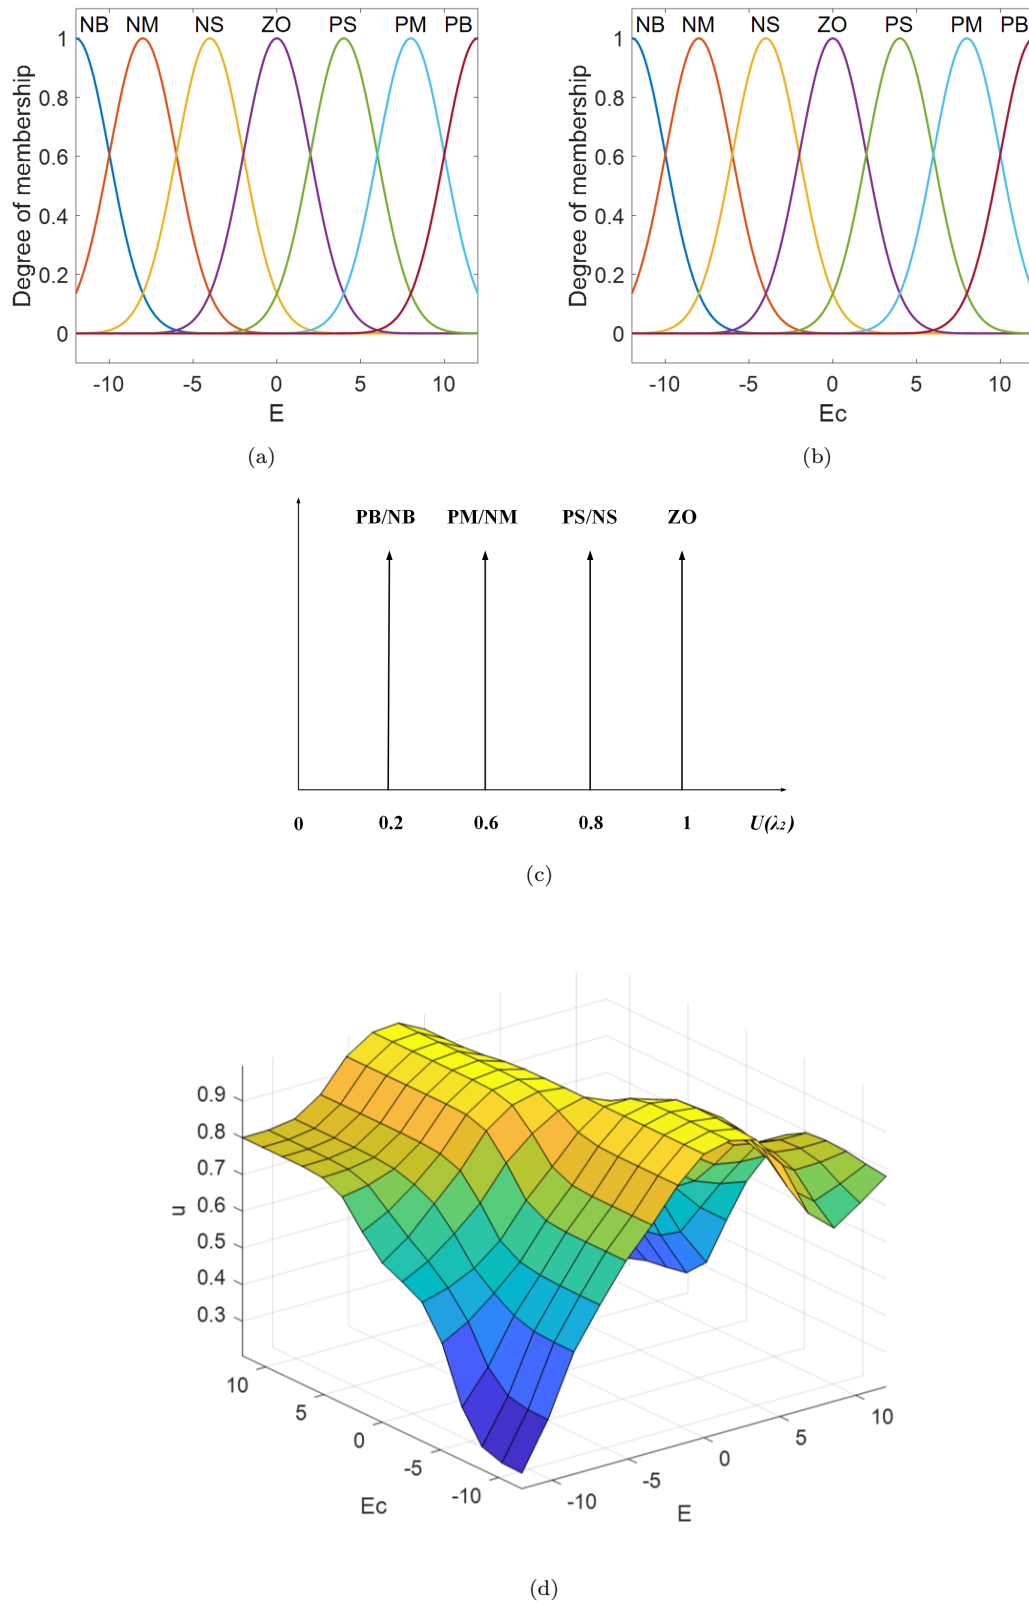 NB NM NS ZO PS PM PB
1
0.8
0.6
0.4
0.2
0
Degree of membership
-10 -5 0 5 10
E
(a)
NB NM NS ZO PS PM PB
1
0.8
0.6
0.4
0.2
0
Degree of membership
-10 -5 0 5 10
Ec
(b)
PB/NB PM/NM PS/NS ZO
0 0.2 0.6 0.8 1 U(λ₂)
(c)
0.9
0.8
0.7
0.6
0.5
0.4
0.3
u
10
5
0
-5
-10
Ec
-10
-5
0
5
10
E
(d)